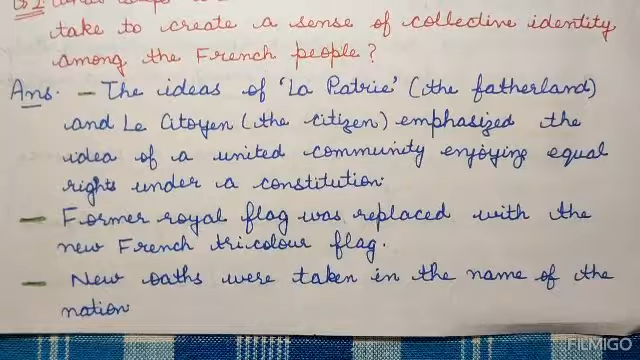 take to create a sense of collective identity
among the French people?
Ans. - The ideas of 'La Patrie' (the fatherland)
and Le Citoyen (the citizen) emphasized the
idea of a united community enjoying equal
rights under a constitution.
- Former royal flag was replaced with the
new French tricolour flag.
- New oaths were taken in the name of the
nation
FILMIGO